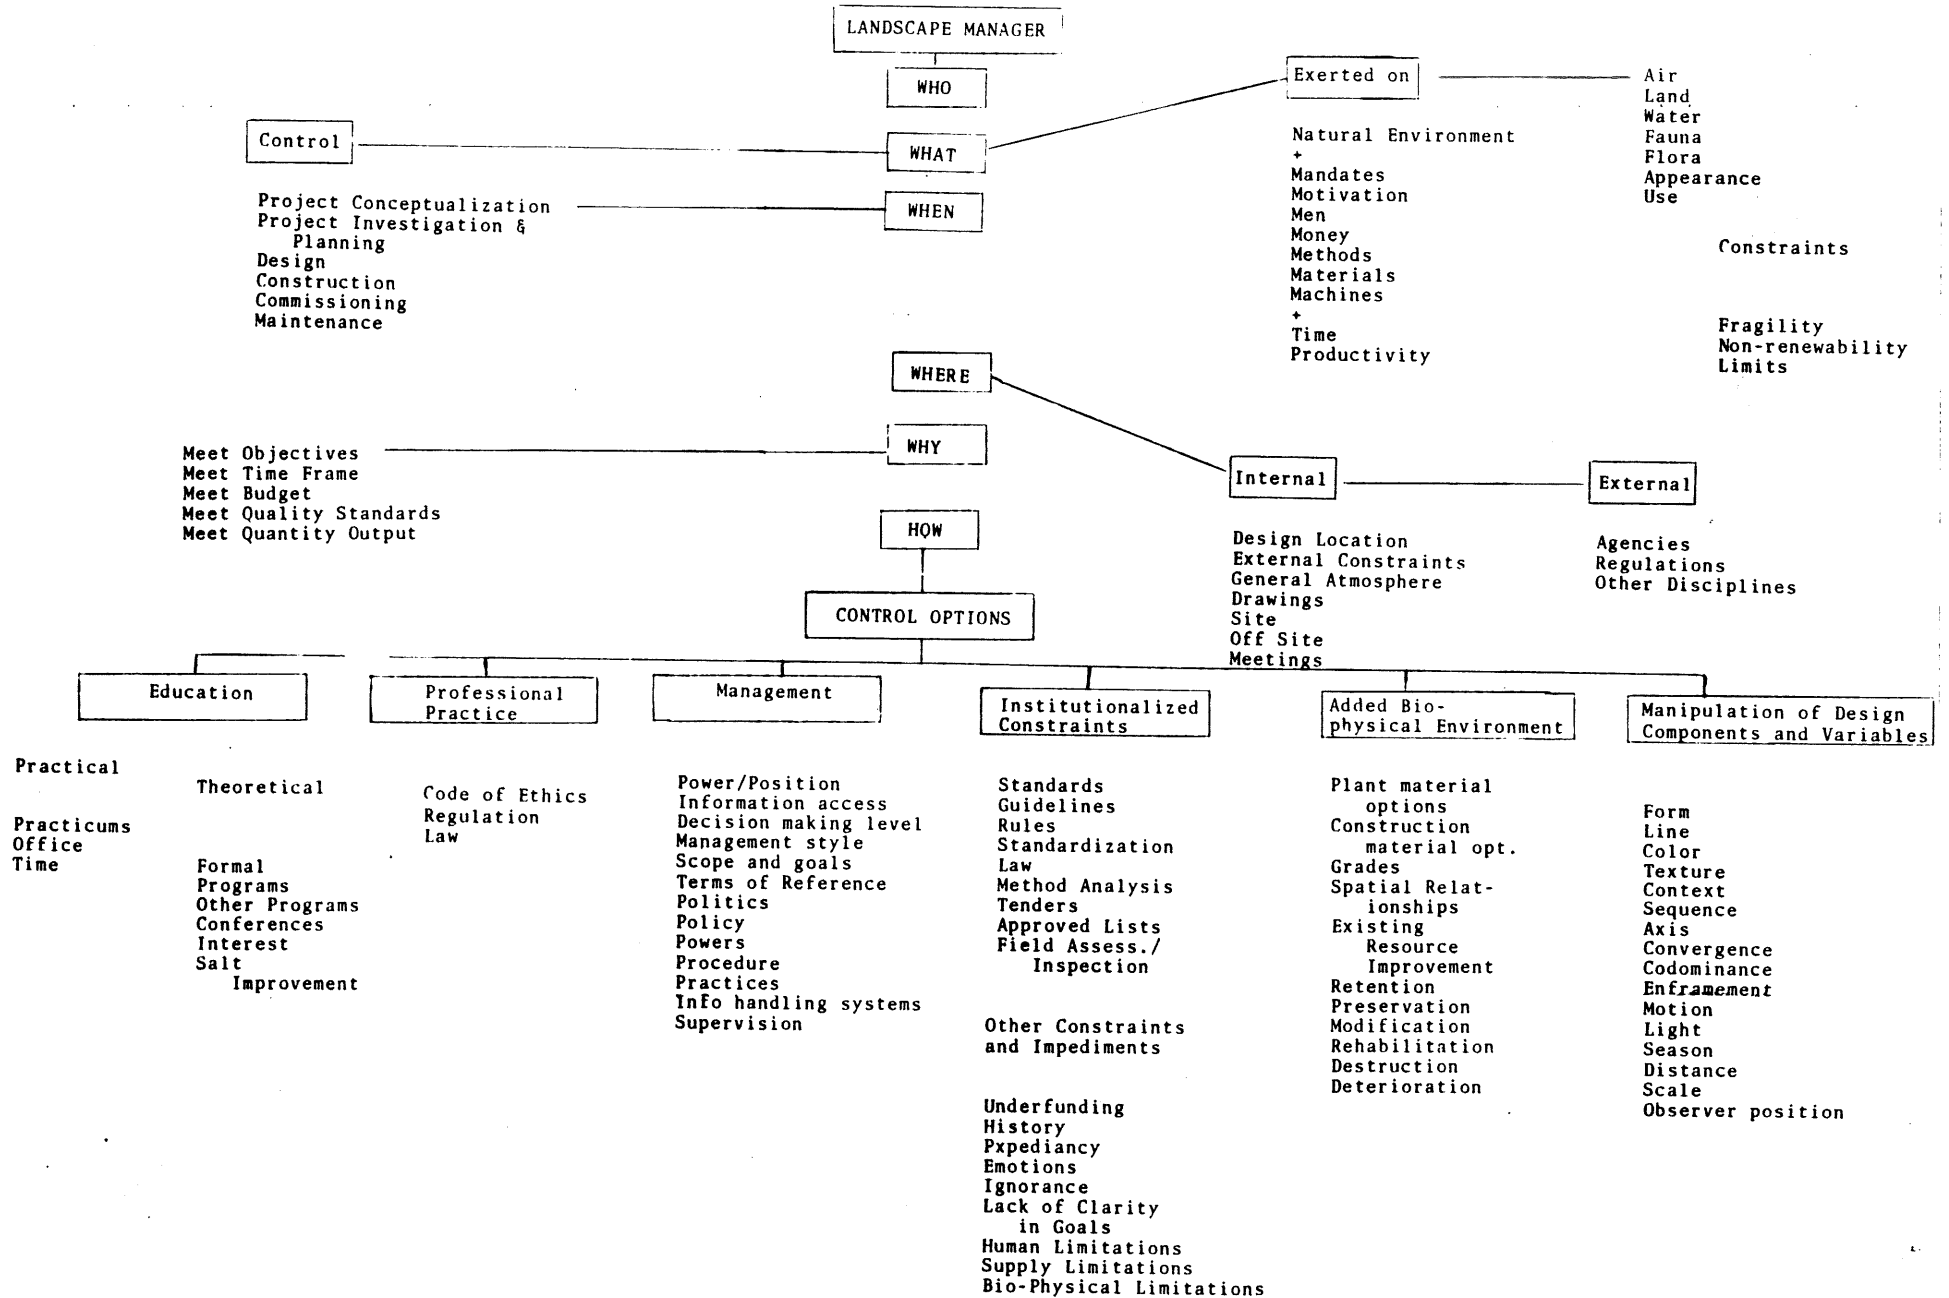 LANDSCAPE MANAGER
WHO
Exerted on
Air
Land
Water
Fauna
Flora
Appearance
Use
Control
WHAT
Natural Environment
+
Mandates
Motivation
Men
Money
Methods
Materials
Machines
+
Time
Productivity
Constraints
Fragility
Non-renewability
Limits
WHEN
Project Conceptualization
Project Investigation &
Planning
Design
Construction
Commissioning
Maintenance
WHERE
WHY
Meet Objectives
Meet Time Frame
Meet Budget
Meet Quality Standards
Meet Quantity Output
Internal
External
Design Location
External Constraints
General Atmosphere
Drawings
Site
Off Site
Meetings
Agencies
Regulations
Other Disciplines
HOW
CONTROL OPTIONS
Education
Professional
Practice
Management
Institutionalized
Constraints
Added Bio-
physical Environment
Manipulation of Design
Components and Variables
Practical
Practicums
Office
Time
Theoretical
Formal
Programs
Other Programs
Conferences
Interest
Salt
Improvement
Code of Ethics
Regulation
Law
Power/Position
Information access
Decision making level
Management style
Scope and goals
Terms of Reference
Politics
Policy
Powers
Procedure
Practices
Info handling systems
Supervision
Standards
Guidelines
Rules
Standardization
Law
Method Analysis
Tenders
Approved Lists
Field Assess./
Inspection
Other Constraints
and Impediments
Underfunding
History
Pxpediancy
Emotions
Ignorance
Lack of Clarity
in Goals
Human Limitations
Supply Limitations
Bio-Physical Limitations
Plant material
options
Construction
material opt.
Grades
Spatial Relat-
ionships
Existing
Resource
Improvement
Retention
Preservation
Modification
Rehabilitation
Destruction
Deterioration
Form
Line
Color
Texture
Context
Sequence
Axis
Convergence
Codominance
Enframement
Motion
Light
Season
Distance
Scale
Observer position